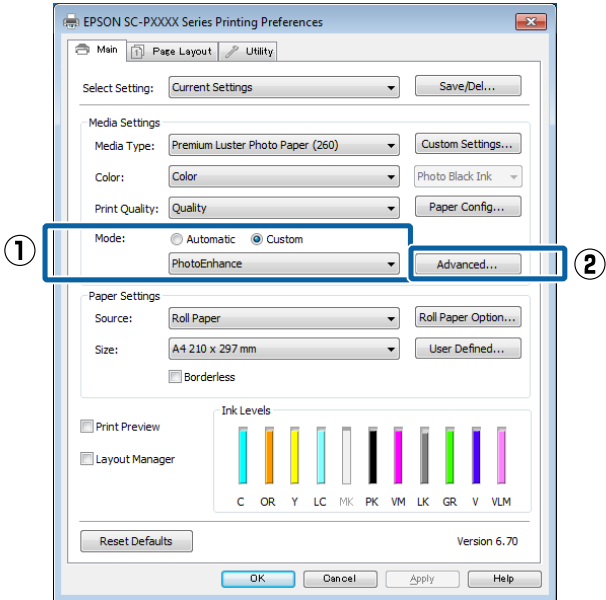 EPSON SC-PXXXX Series Printing Preferences
Main Page Layout Utility
Select Setting: Current Settings Save/Del...
Media Settings
Media Type: Premium Luster Photo Paper (260) Custom Settings...
Color: Color Photo Black Ink
Print Quality: Quality Paper Config...
① Mode: Automatic Custom
PhotoEnhance Advanced... ②
Paper Settings
Source: Roll Paper Roll Paper Option...
Size: A4 210 x 297 mm User Defined...
Borderless
Ink Levels
Print Preview
Layout Manager
C OR Y LC MK PK VM LK GR V VLM
Reset Defaults Version 6.70
OK Cancel Apply Help